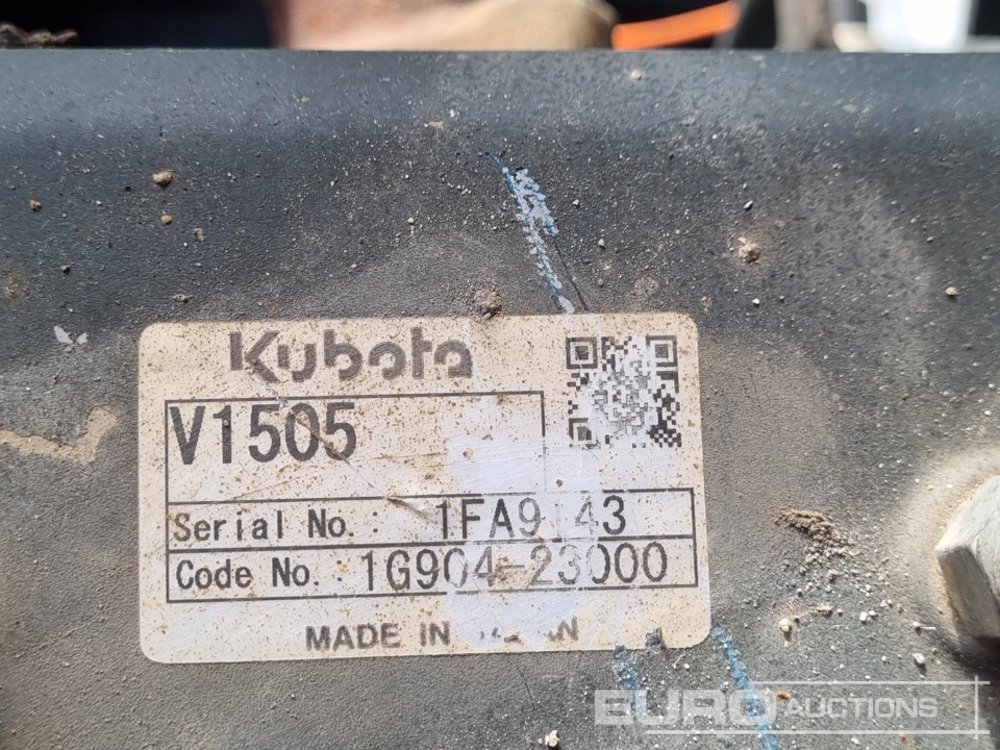 Kubota
V1505
Serial No.:
Code No.: 1G904-23000
MADE IN
EURO AUCTIONS